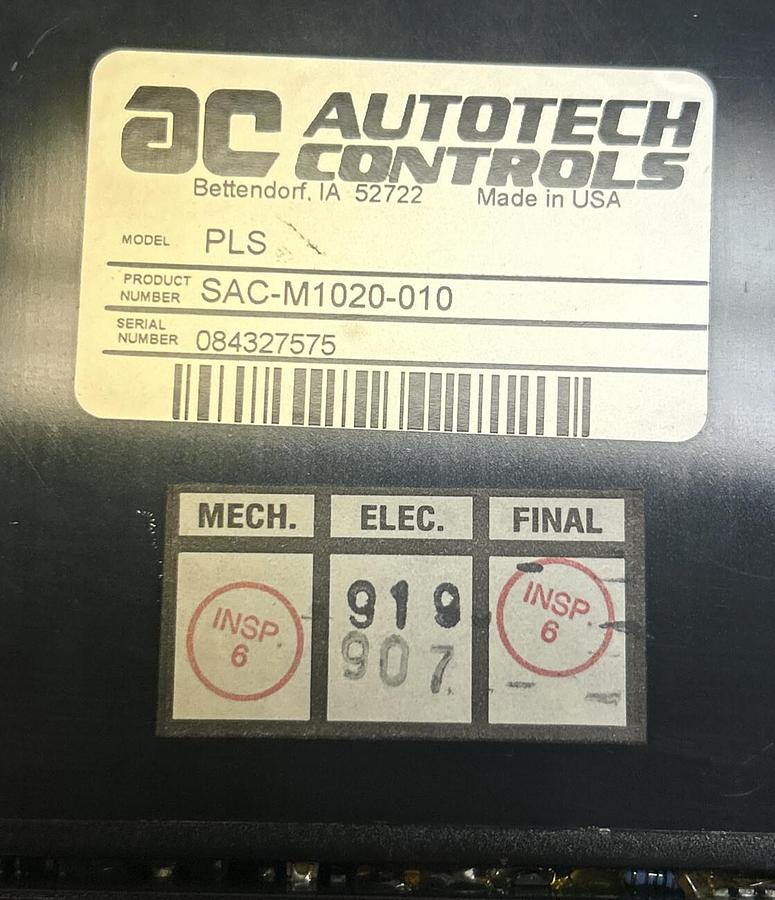 ac AUTOTECH
CONTROLS
Bettendorf, IA 52722 Made in USA
MODEL PLS
PRODUCT NUMBER SAC-M1020-010
SERIAL NUMBER 084327575
MECH. ELEC. FINAL
INSP. 6 919 INSP. 6
907